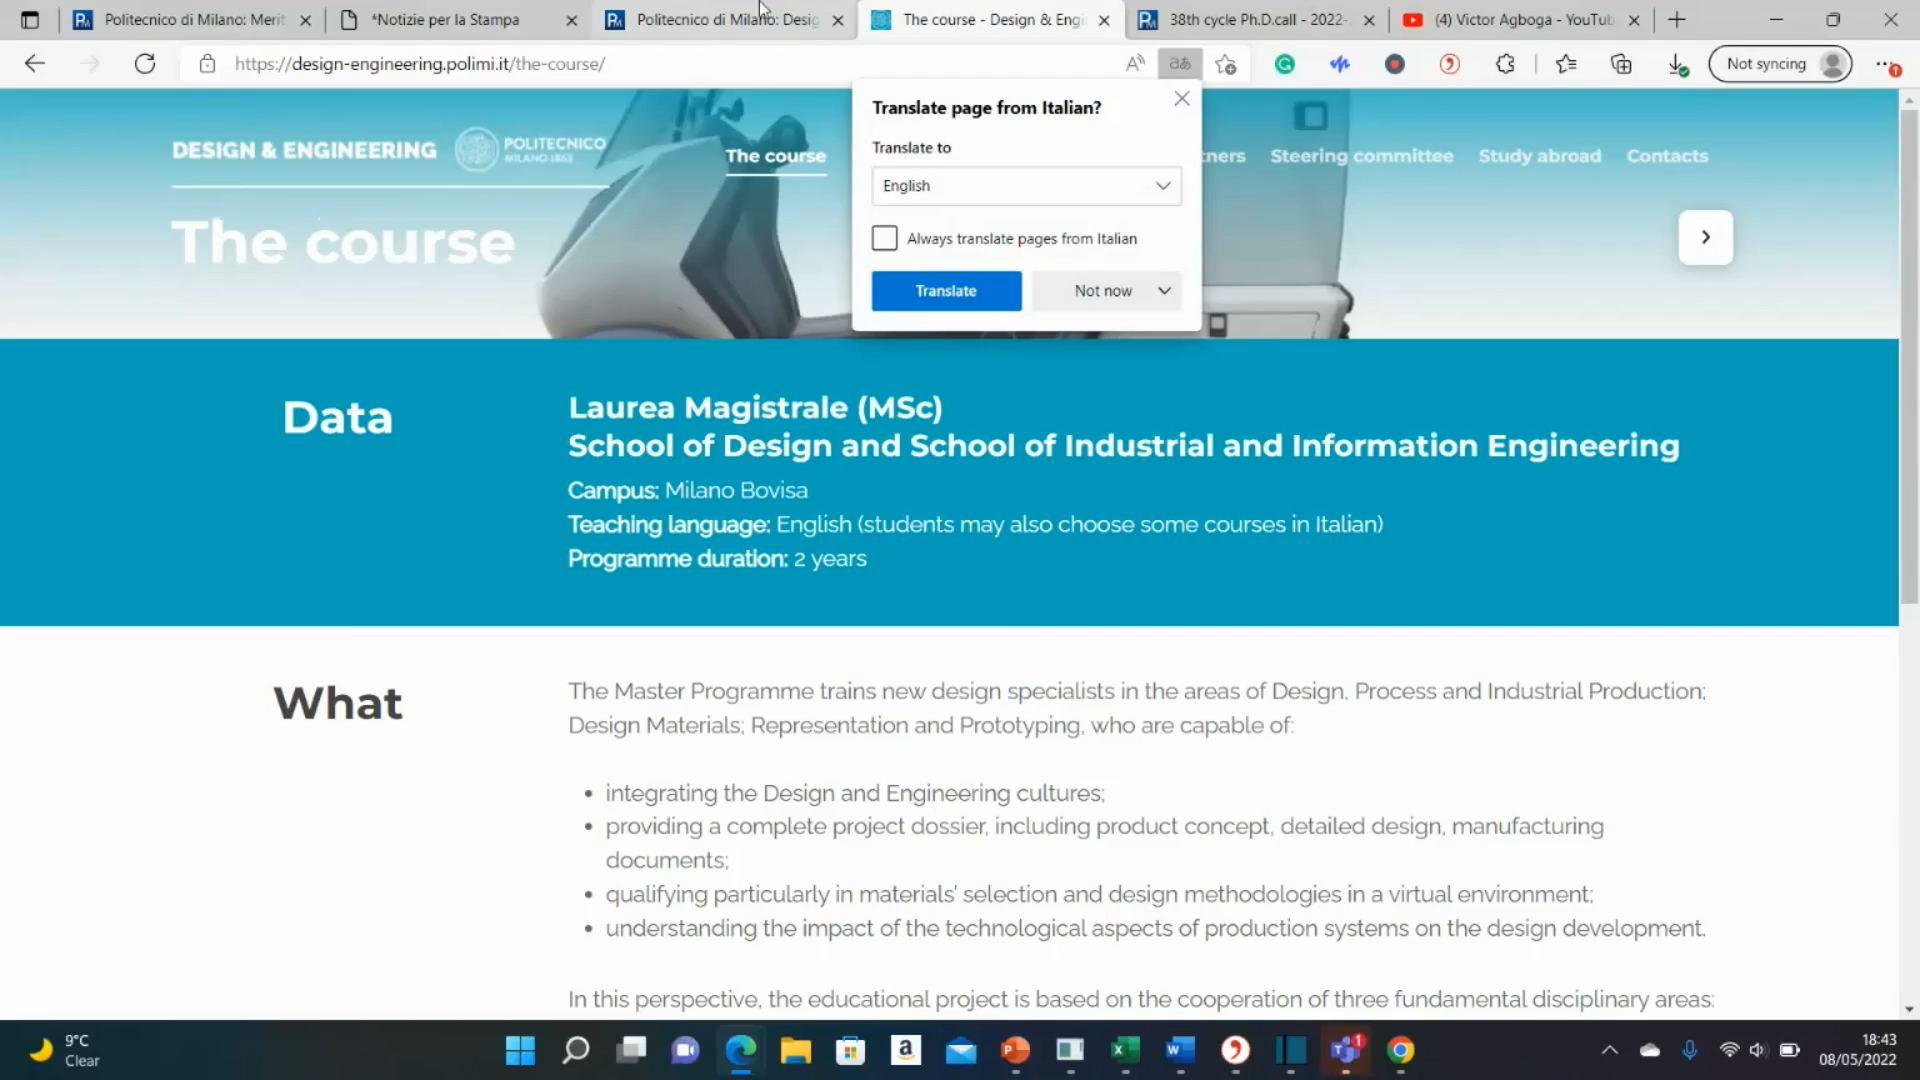 Politecnico di Milano: Merit
*Notizie per la Stampa
Politecnico di Milano: Desig
The course - Design & Engi
38th cycle Ph.D.call - 2022-
(4) Victor Agboga - YouTub
https://design-engineering.polimi.it/the-course/
Not syncing
DESIGN & ENGINEERING
POLITECNICO
MILANO 1863
The course
Steering committee
Study abroad
Contacts
The course
Translate page from Italian?
Translate to
English
Always translate pages from Italian
Translate
Not now
Data
Laurea Magistrale (MSc)
School of Design and School of Industrial and Information Engineering
Campus: Milano Bovisa
Teaching language: English (students may also choose some courses in Italian)
Programme duration: 2 years
What
The Master Programme trains new design specialists in the areas of Design, Process and Industrial Production;
Design Materials; Representation and Prototyping, who are capable of:
• integrating the Design and Engineering cultures;
• providing a complete project dossier, including product concept, detailed design, manufacturing
documents;
• qualifying particularly in materials' selection and design methodologies in a virtual environment;
• understanding the impact of the technological aspects of production systems on the design development.
In this perspective, the educational project is based on the cooperation of three fundamental disciplinary areas:
9°C
Clear
18:43
08/05/2022